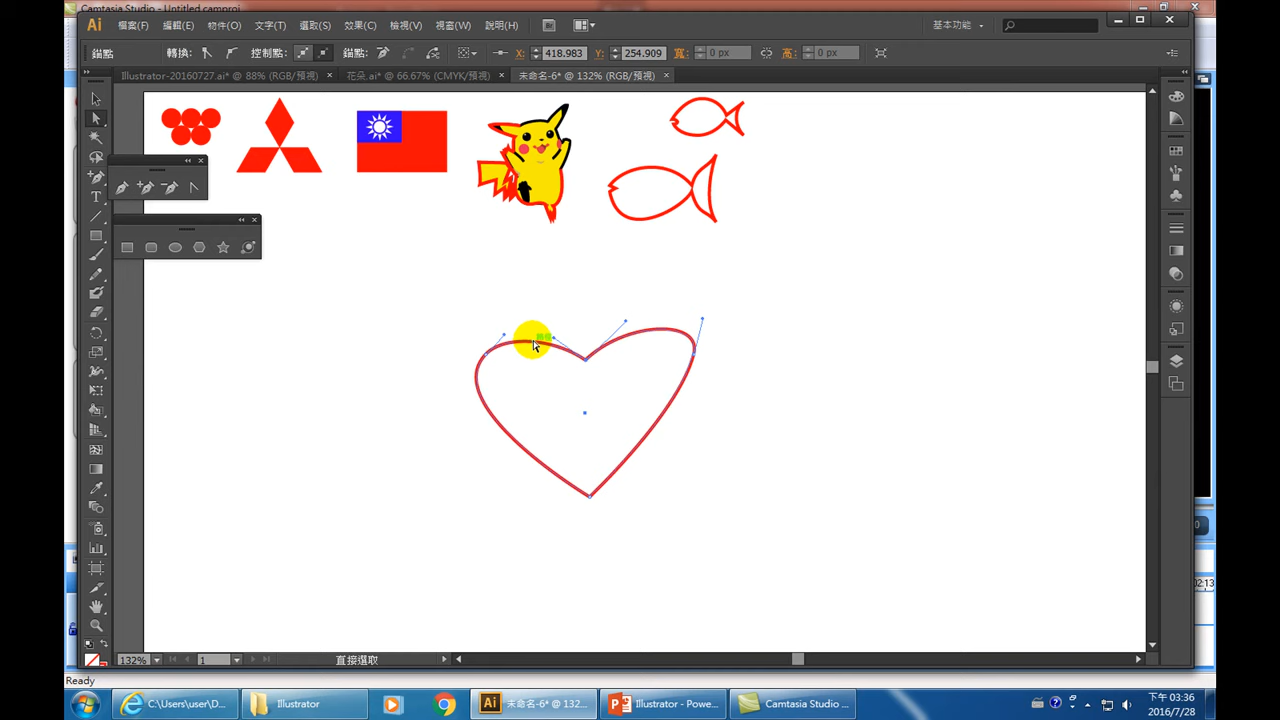 Camtasia Studio - Untitled.camproj
Ai 檔案(F) 編輯(E) 物件(O) 文字(T) 選取(S) 效果(C) 檢視(V) 視窗(W) 說明(H) Br 基本功能
錨點 轉換: 控制點: 錨點: X: 418.983 Y: 254.909 寬: 0 px 高: 0 px
Illustrator-20160727.ai* @ 88% (RGB/預視) × 花朵.ai* @ 66.67% (CMYK/預視) × 未命名-6* @ 132% (RGB/預視) ×
132% 1 直接選取
02:13
Ready
C:\Users\user\D... Illustrator Ai 未命名-6* @ 132... Illustrator - Powe... Camtasia Studio ... 下午 03:36
2016/7/28